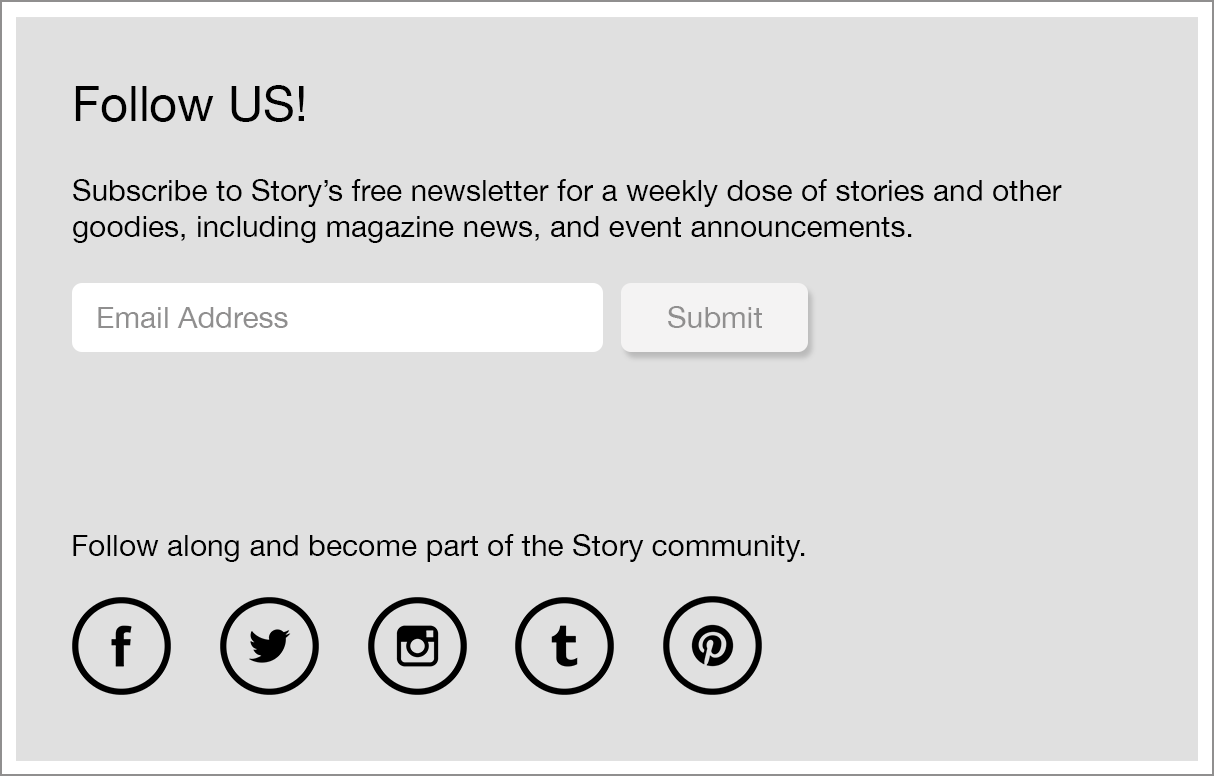 Follow US!
Subscribe to Story’s free newsletter for a weekly dose of stories and other
goodies, including magazine news, and event announcements.
Email Address
Submit
Follow along and become part of the Story community.